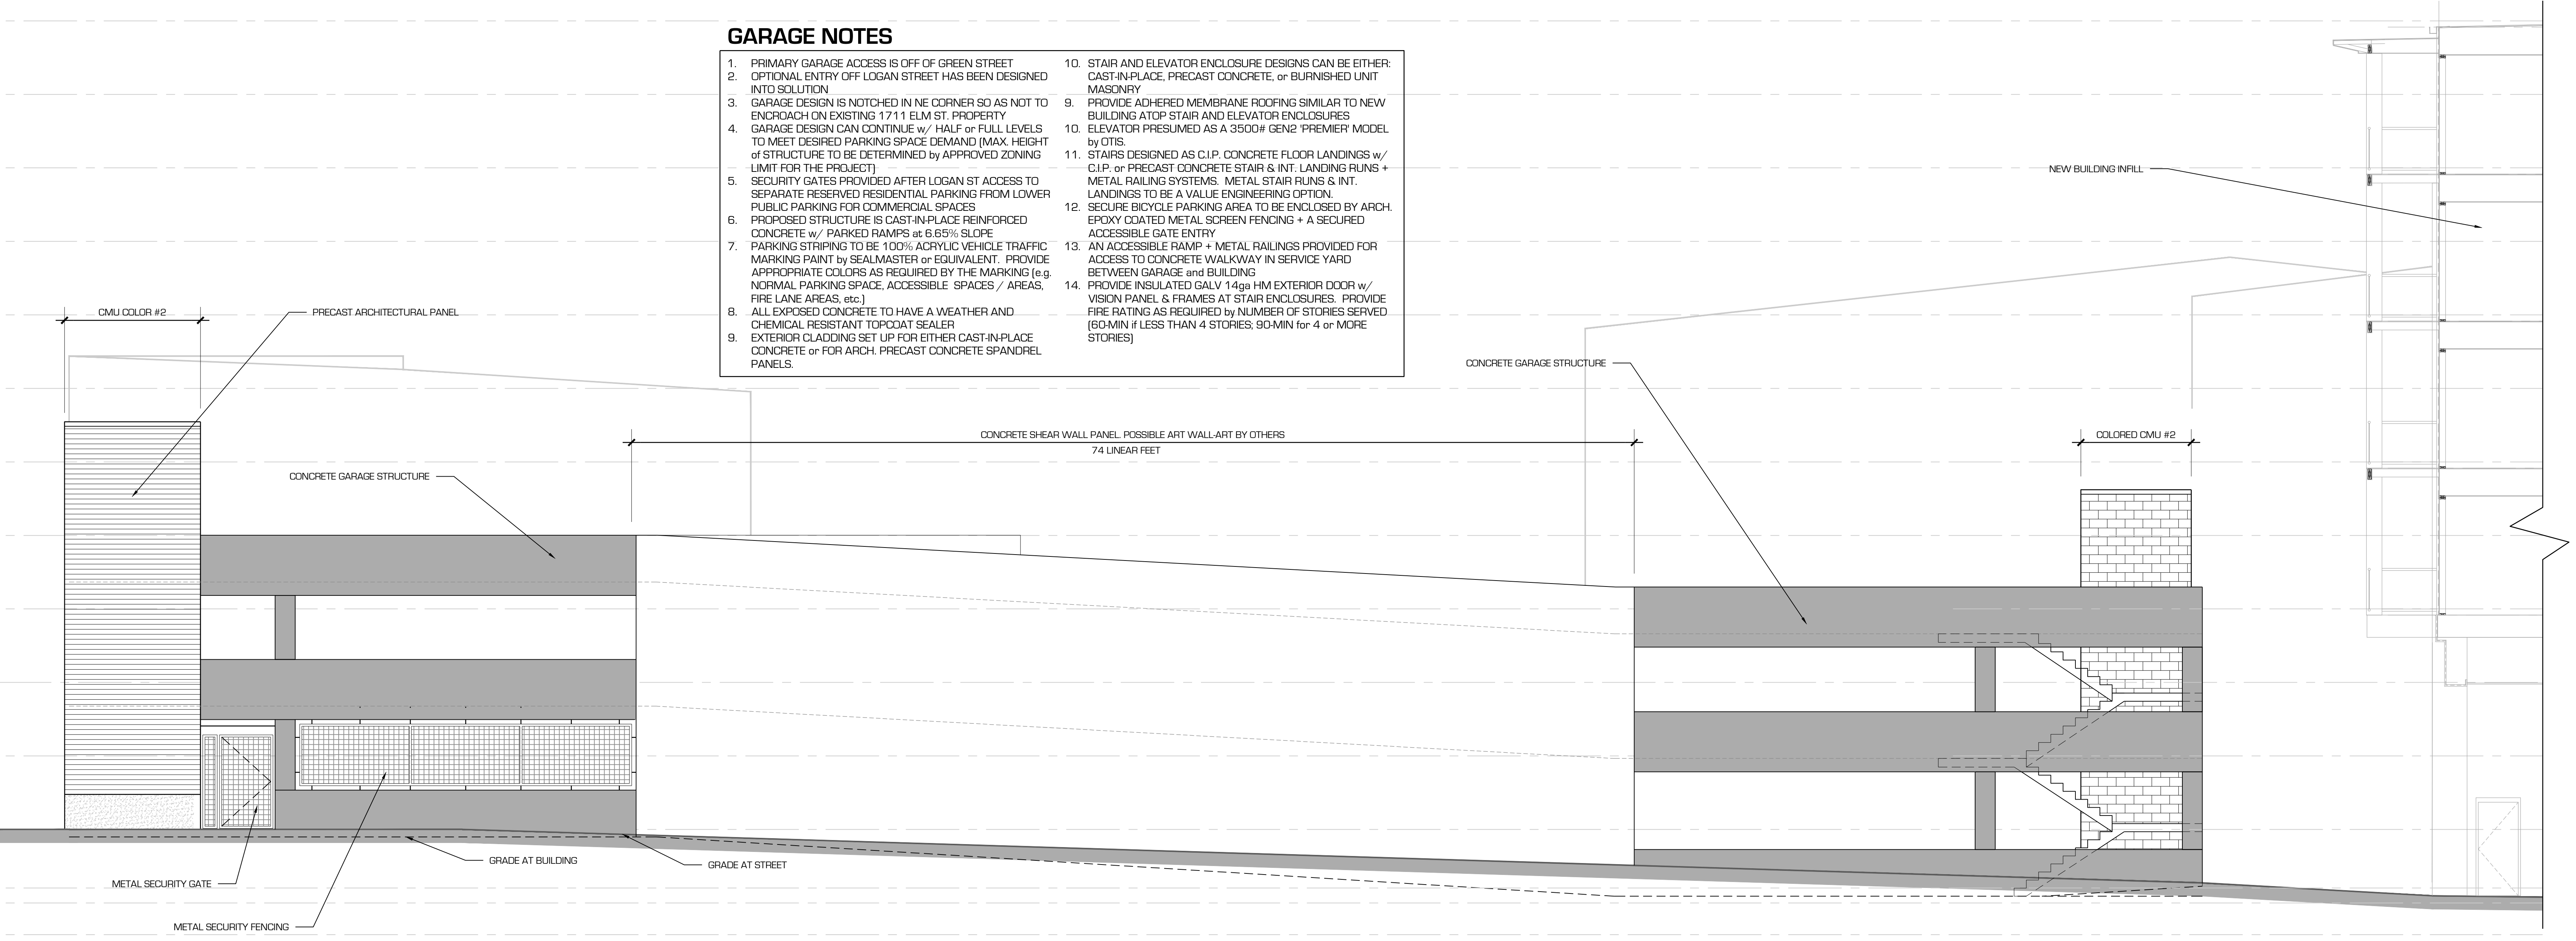 GARAGE NOTES
1. PRIMARY GARAGE ACCESS IS OFF OF GREEN STREET
2. OPTIONAL ENTRY OFF LOGAN STREET HAS BEEN DESIGNED
INTO SOLUTION
3. GARAGE DESIGN IS NOTCHED IN NE CORNER SO AS NOT TO
ENCROACH ON EXISTING 1711 ELM ST. PROPERTY
4. GARAGE DESIGN CAN CONTINUE w/ HALF or FULL LEVELS
TO MEET DESIRED PARKING SPACE DEMAND (MAX. HEIGHT
of STRUCTURE TO BE DETERMINED by APPROVED ZONING
LIMIT FOR THE PROJECT)
5. SECURITY GATES PROVIDED AFTER LOGAN ST ACCESS TO
SEPARATE RESERVED RESIDENTIAL PARKING FROM LOWER
PUBLIC PARKING FOR COMMERCIAL SPACES
6. PROPOSED STRUCTURE IS CAST-IN-PLACE REINFORCED
CONCRETE w/ PARKED RAMPS at 6.65% SLOPE
7. PARKING STRIPING TO BE 100% ACRYLIC VEHICLE TRAFFIC
MARKING PAINT by SEALMASTER or EQUIVALENT. PROVIDE
APPROPRIATE COLORS AS REQUIRED BY THE MARKING (e.g.
NORMAL PARKING SPACE, ACCESSIBLE SPACES / AREAS,
FIRE LANE AREAS, etc.)
8. ALL EXPOSED CONCRETE TO HAVE A WEATHER AND
CHEMICAL RESISTANT TOPCOAT SEALER
9. EXTERIOR CLADDING SET UP FOR EITHER CAST-IN-PLACE
CONCRETE or FOR ARCH. PRECAST CONCRETE SPANDREL
PANELS.
10. STAIR AND ELEVATOR ENCLOSURE DESIGNS CAN BE EITHER:
CAST-IN-PLACE, PRECAST CONCRETE, or BURNISHED UNIT
MASONRY
9. PROVIDE ADHERED MEMBRANE ROOFING SIMILAR TO NEW
BUILDING ATOP STAIR AND ELEVATOR ENCLOSURES
10. ELEVATOR PRESUMED AS A 3500# GEN2 'PREMIER' MODEL
by OTIS.
11. STAIRS DESIGNED AS C.I.P. CONCRETE FLOOR LANDINGS w/
C.I.P. or PRECAST CONCRETE STAIR & INT. LANDING RUNS +
METAL RAILING SYSTEMS. METAL STAIR RUNS & INT.
LANDINGS TO BE A VALUE ENGINEERING OPTION.
12. SECURE BICYCLE PARKING AREA TO BE ENCLOSED BY ARCH.
EPOXY COATED METAL SCREEN FENCING + A SECURED
ACCESSIBLE GATE ENTRY
13. AN ACCESSIBLE RAMP + METAL RAILINGS PROVIDED FOR
ACCESS TO CONCRETE WALKWAY IN SERVICE YARD
BETWEEN GARAGE and BUILDING
14. PROVIDE INSULATED GALV 14ga HM EXTERIOR DOOR w/
VISION PANEL & FRAMES AT STAIR ENCLOSURES. PROVIDE
FIRE RATING AS REQUIRED by NUMBER OF STORIES SERVED
(60-MIN if LESS THAN 4 STORIES; 90-MIN for 4 or MORE
STORIES)
NEW BUILDING INFILL
CMU COLOR #2
PRECAST ARCHITECTURAL PANEL
CONCRETE GARAGE STRUCTURE
CONCRETE SHEAR WALL PANEL. POSSIBLE ART WALL-ART BY OTHERS
74 LINEAR FEET
COLORED CMU #2
CONCRETE GARAGE STRUCTURE
GRADE AT BUILDING
GRADE AT STREET
METAL SECURITY GATE
METAL SECURITY FENCING